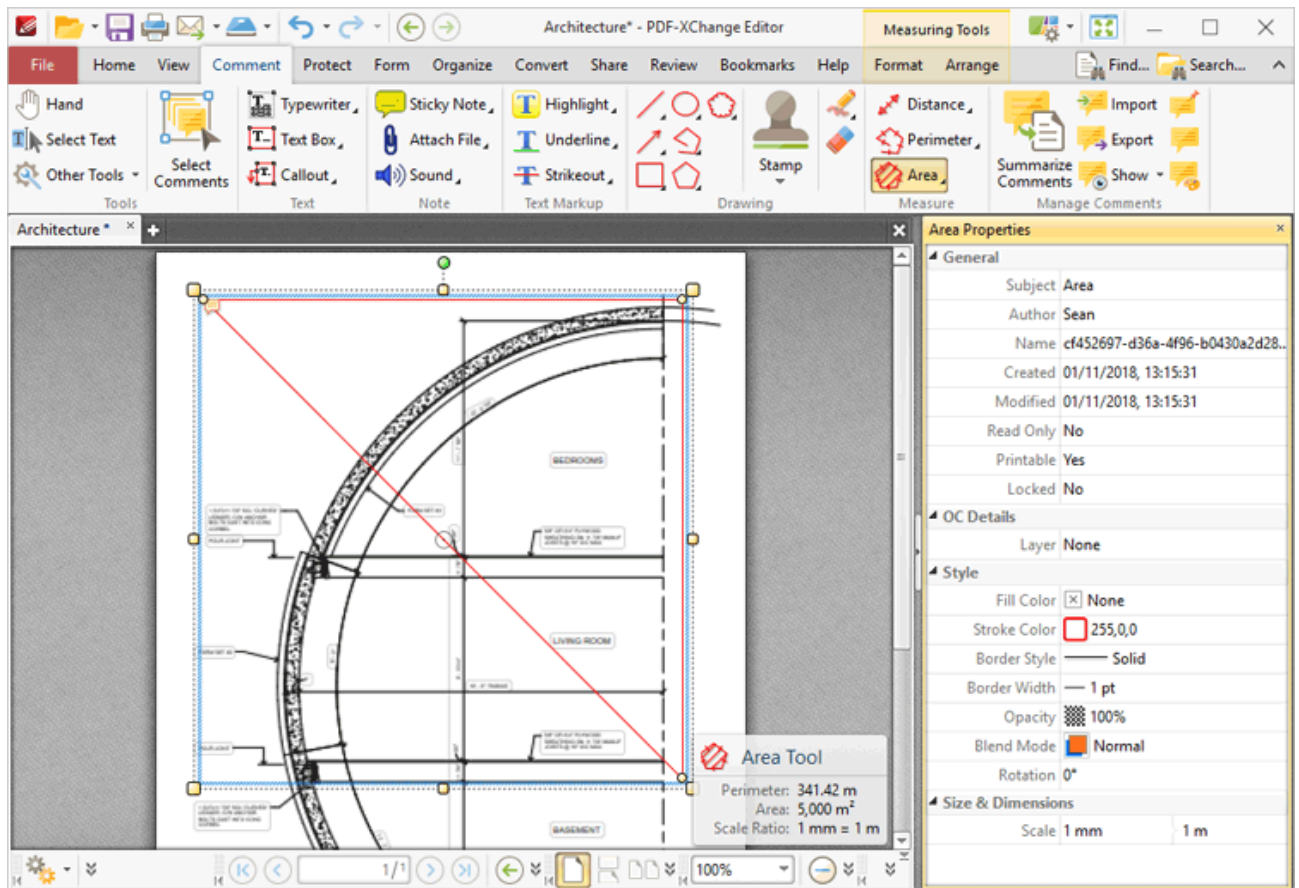 Architecture* - PDF-XChange Editor
Measuring Tools
File Home View Comment Protect Form Organize Convert Share Review Bookmarks Help Format Arrange Find... Search...
Hand
Select Text
Other Tools
Select Comments
Tools
Typewriter
Text Box
Callout
Text
Sticky Note
Attach File
Sound
Note
Highlight
Underline
Strikeout
Text Markup
Stamp
Drawing
Distance
Perimeter
Area
Measure
Summarize Comments
Import
Export
Show
Manage Comments
Architecture *
BEDROOMS
LIVING ROOM
BASEMENT
Area Tool
Perimeter: 341.42 m
Area: 5,000 m²
Scale Ratio: 1 mm = 1 m
Area Properties
General
Subject Area
Author Sean
Name cf452697-d36a-4f96-b0430a2d28...
Created 01/11/2018, 13:15:31
Modified 01/11/2018, 13:15:31
Read Only No
Printable Yes
Locked No
OC Details
Layer None
Style
Fill Color None
Stroke Color 255,0,0
Border Style Solid
Border Width 1 pt
Opacity 100%
Blend Mode Normal
Rotation 0°
Size & Dimensions
Scale 1 mm 1 m
1/1
100%